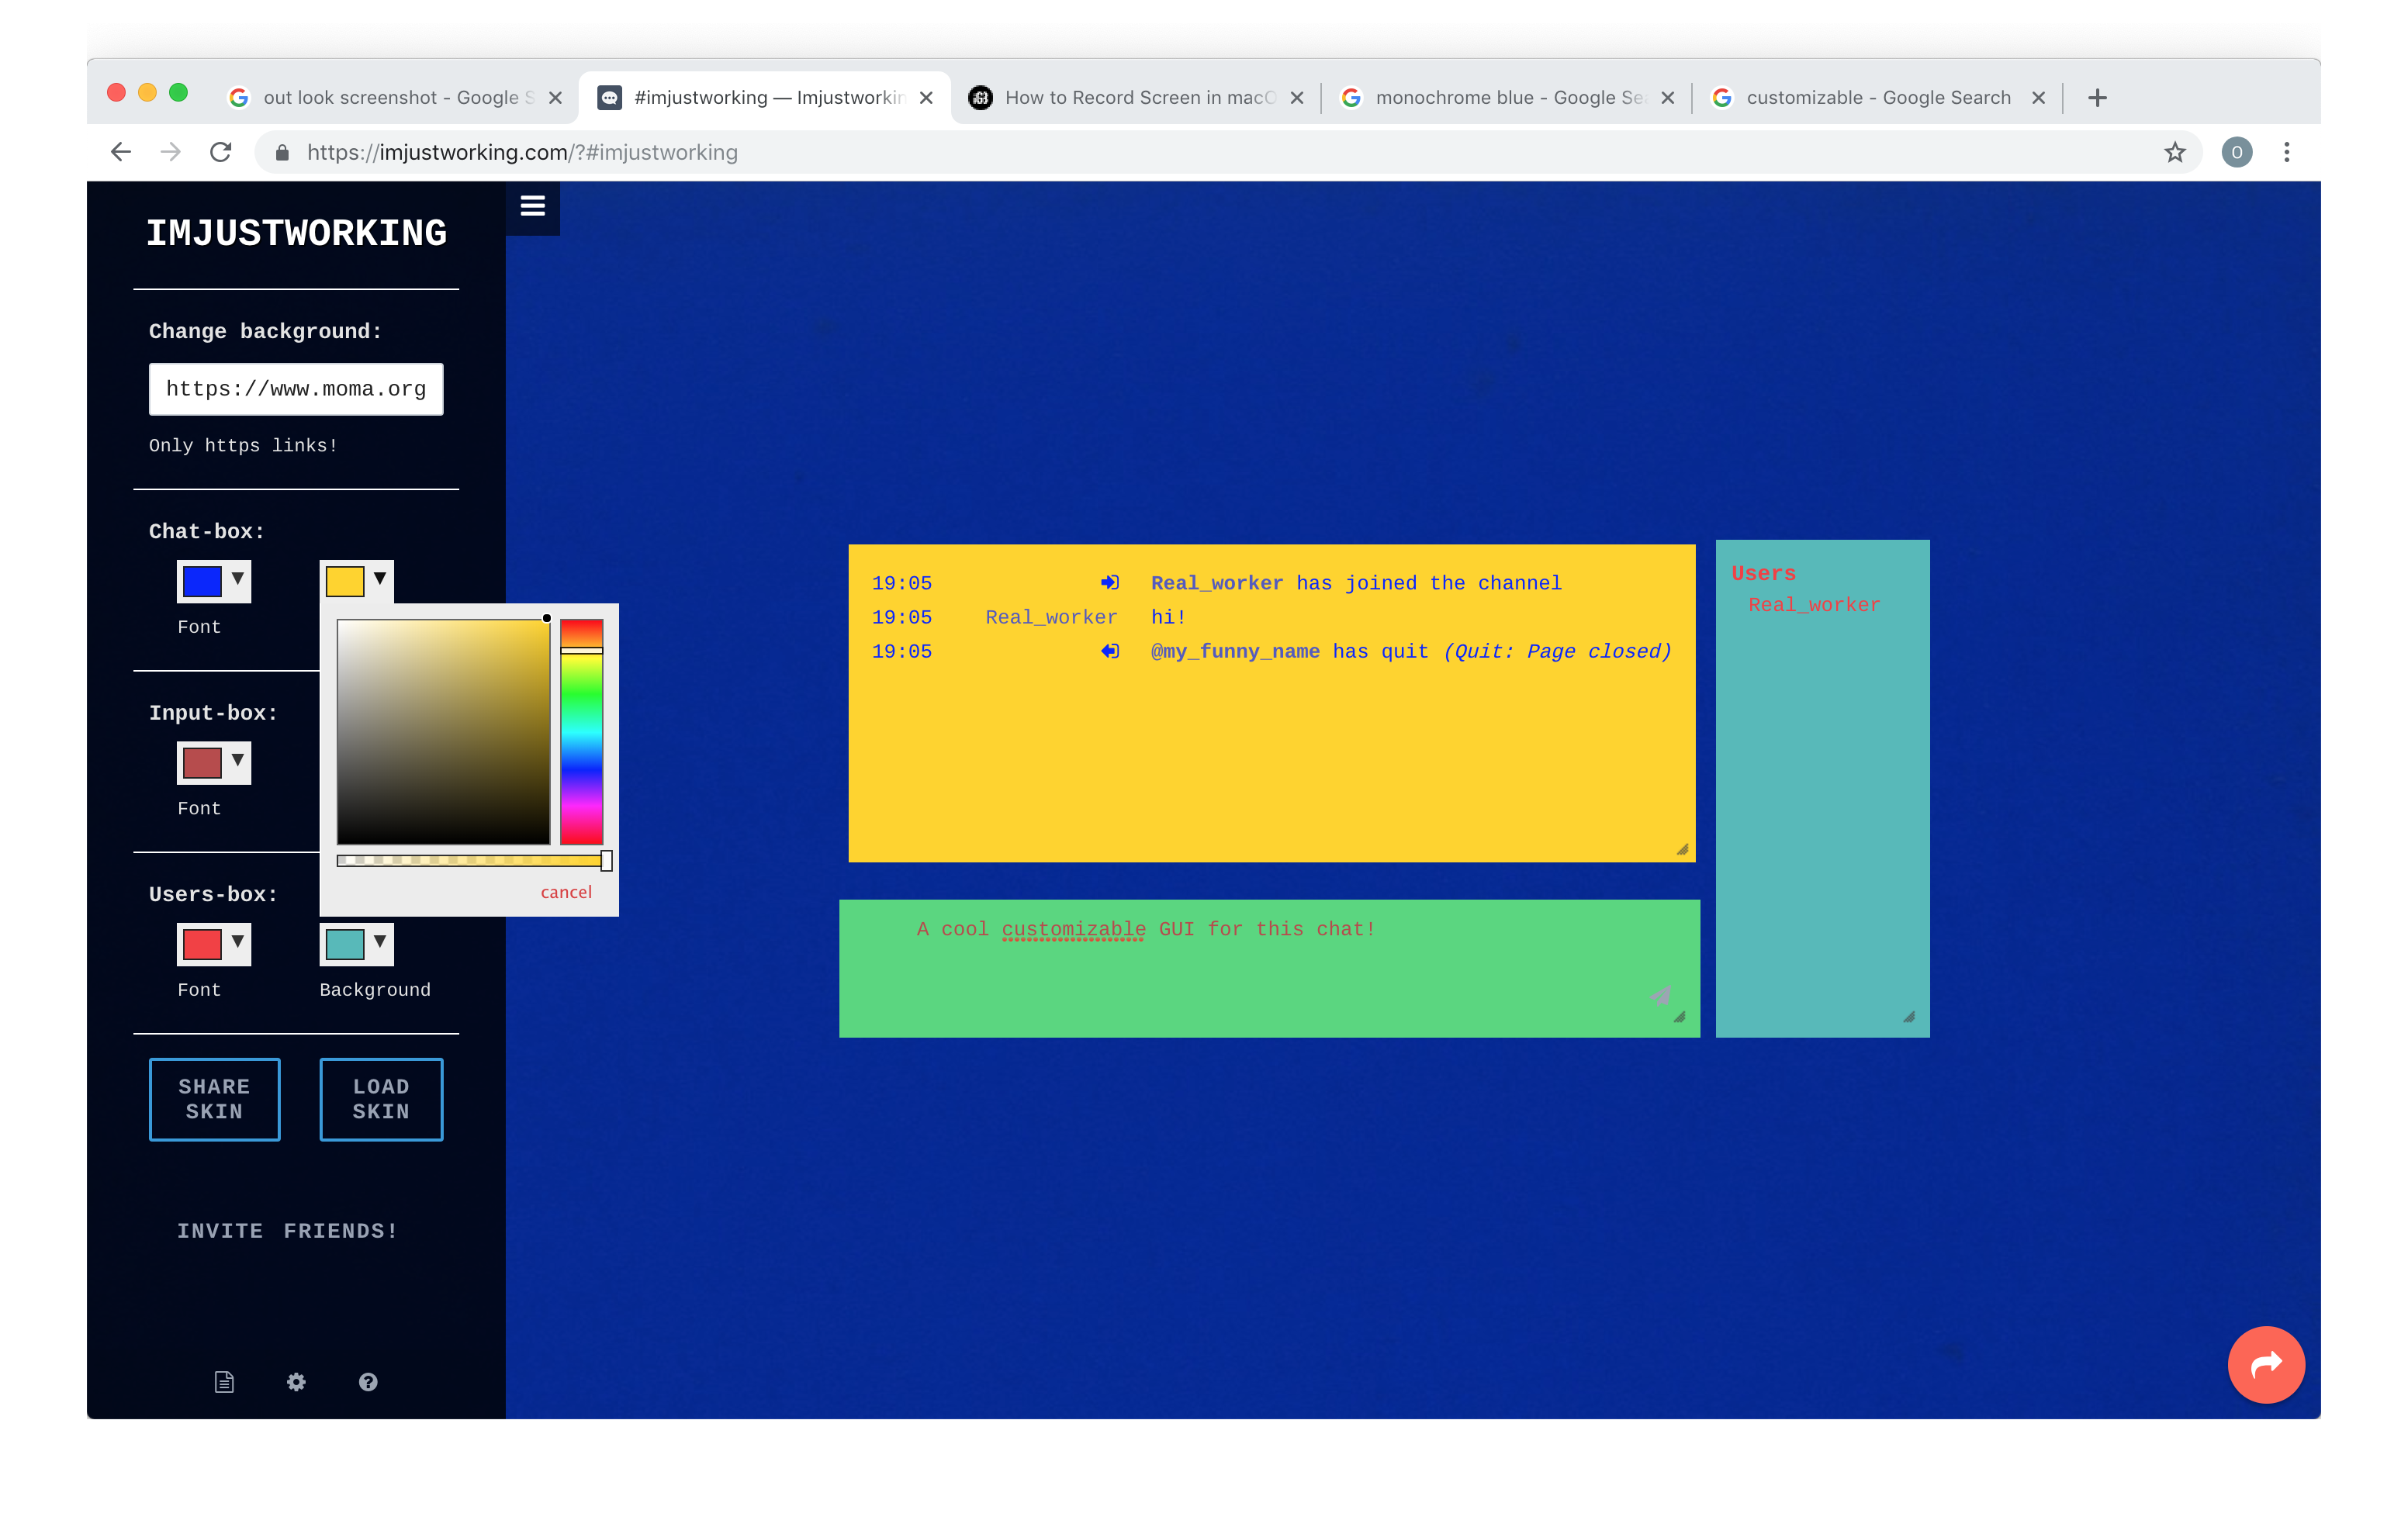 out look screenshot - Google S
#imjustworking — Imjustworkin
How to Record Screen in macO
monochrome blue - Google Sea
customizable - Google Search
https://imjustworking.com/?#imjustworking
O
IMJUSTWORKING
Change background:
https://www.moma.org
Only https links!
Chat-box:
Font
Input-box:
Font
cancel
Users-box:
Font Background
SHARE SKIN
LOAD SKIN
INVITE FRIENDS!
19:05 Real_worker has joined the channel
19:05 Real_worker hi!
19:05 @my_funny_name has quit (Quit: Page closed)
A cool customizable GUI for this chat!
Users
Real_worker